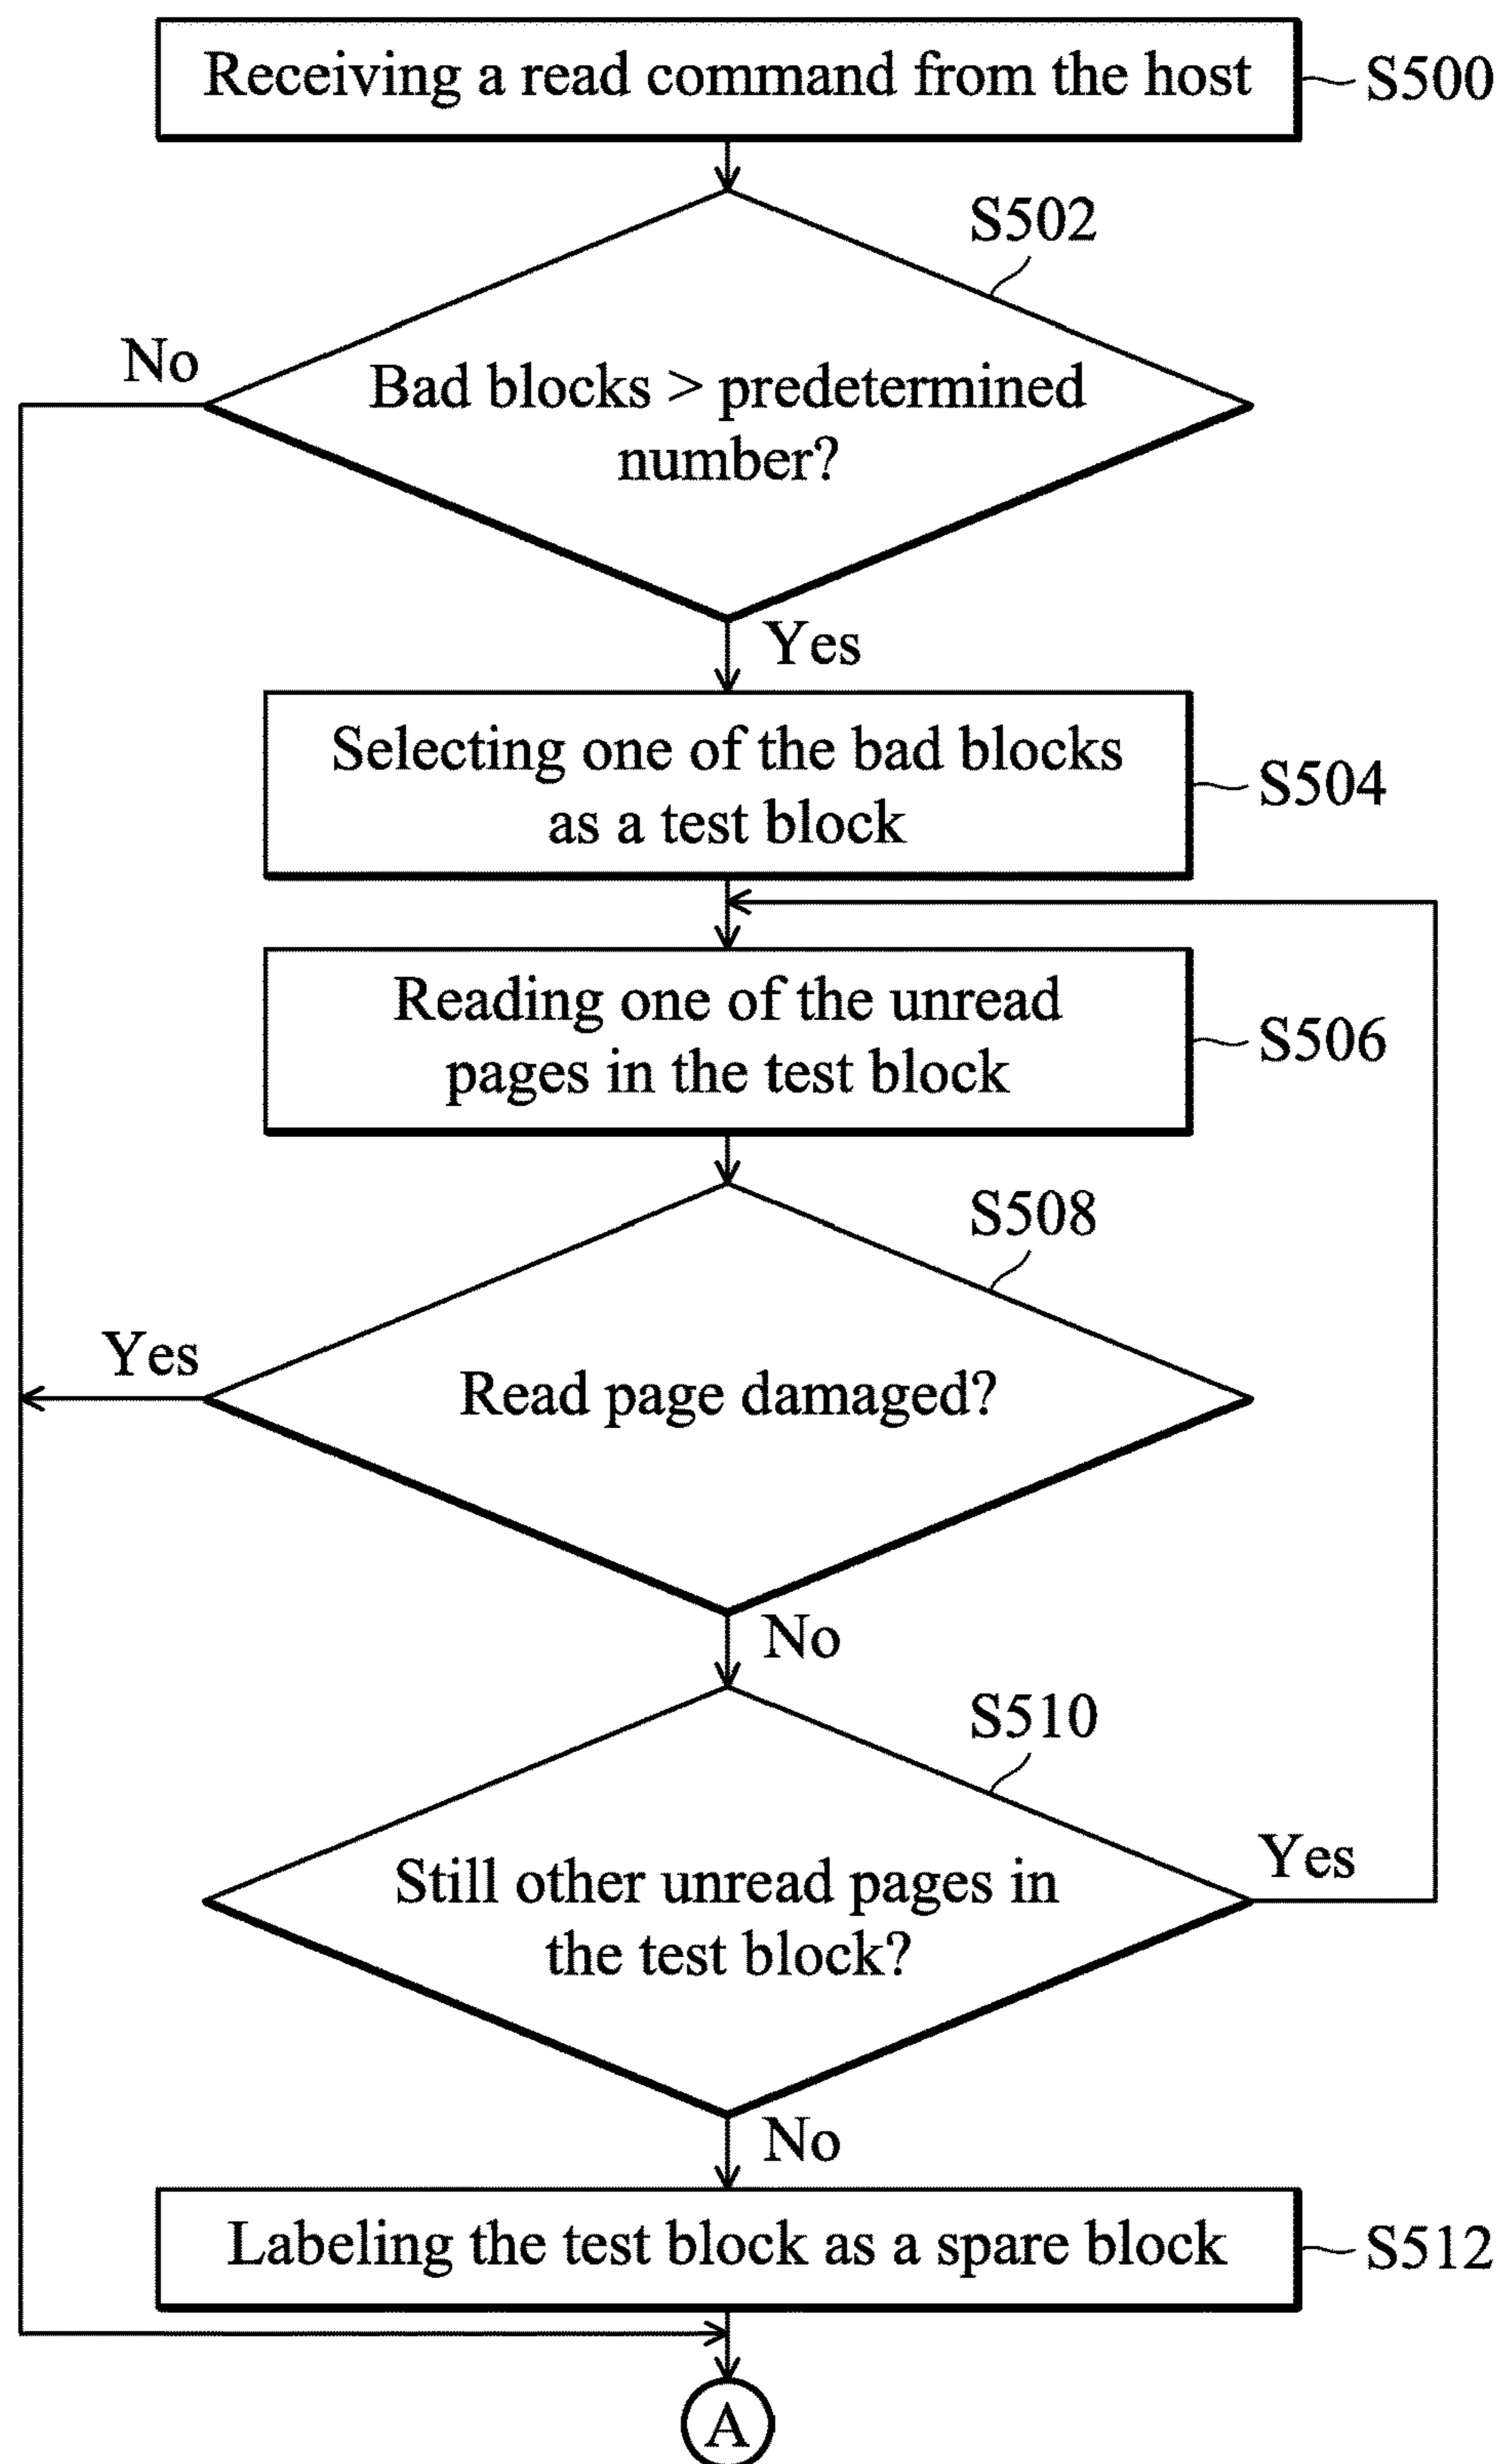 Receiving a read command from the host
S500
S502
No
Bad blocks > predetermined
number?
Yes
Selecting one of the bad blocks
as a test block
S504
Reading one of the unread
pages in the test block
S506
S508
Yes
Read page damaged?
No
S510
Still other unread pages in
the test block?
Yes
No
Labeling the test block as a spare block
S512
A